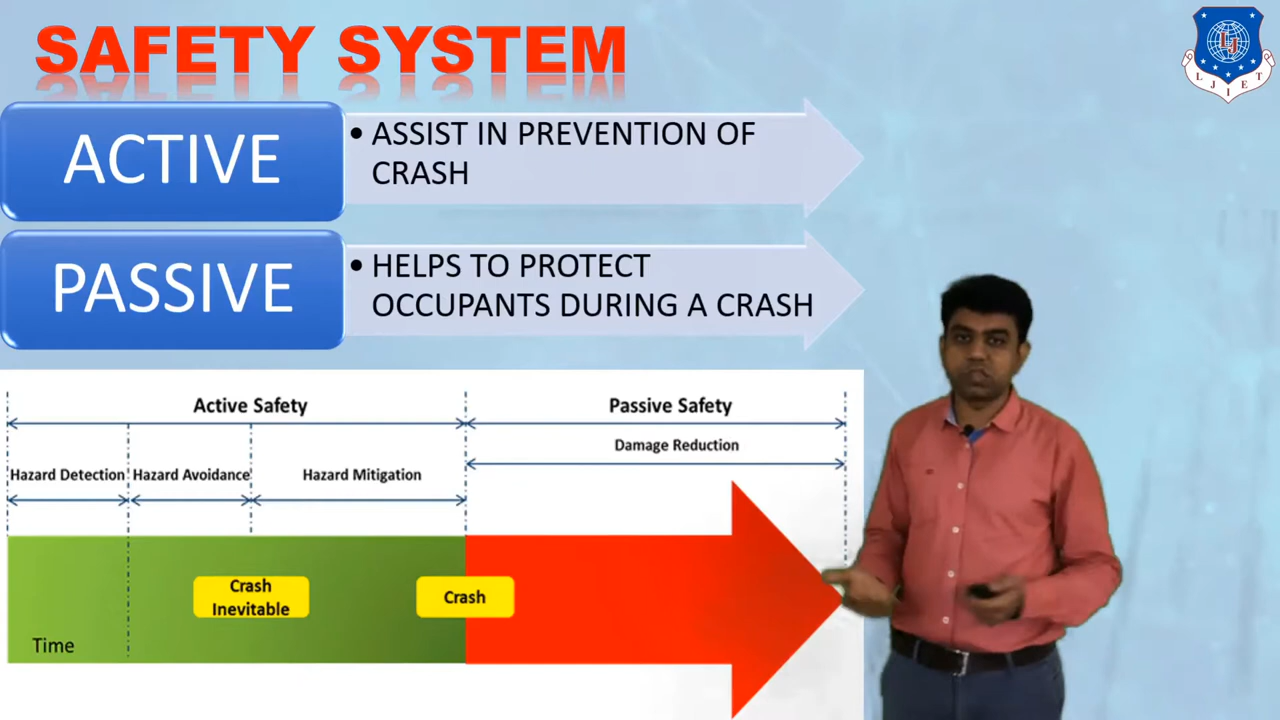 SAFETY SYSTEM
LJIET
ACTIVE
• ASSIST IN PREVENTION OF
CRASH
PASSIVE
• HELPS TO PROTECT
OCCUPANTS DURING A CRASH
Active Safety
Passive Safety
Damage Reduction
Hazard Detection
Hazard Avoidance
Hazard Mitigation
Crash
Inevitable
Crash
Time